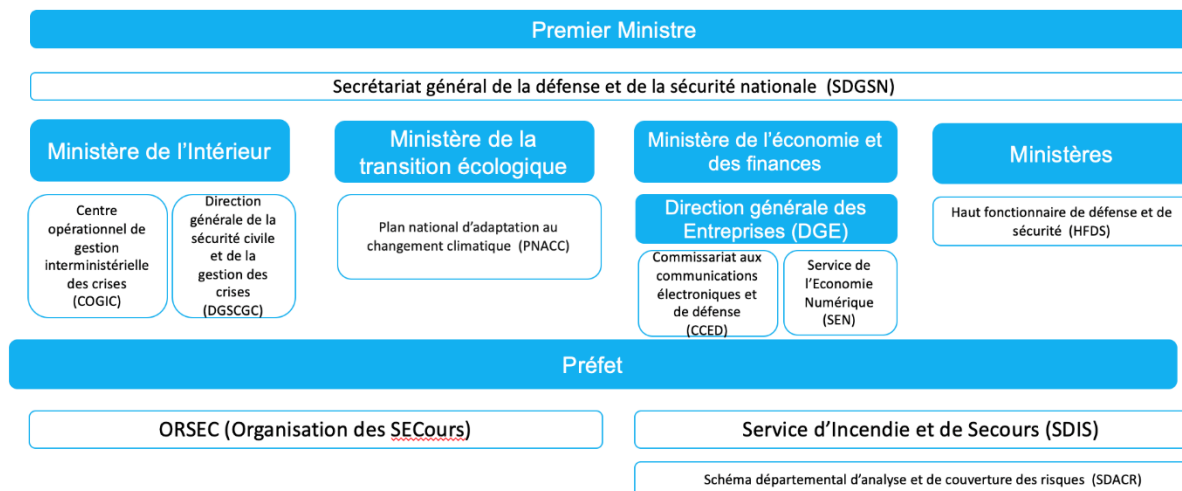 Premier Ministre
Secrétariat général de la défense et de la sécurité nationale (SDGSN)
Ministère de l'Intérieur
Centre
opérationnel de
gestion
interministérielle
des crises
(COGIC)
Direction
générale de la
sécurité civile
et de la
gestion des
crises
(DGSCGC)
Ministère de la
transition écologique
Plan national d'adaptation au
changement climatique (PNACC)
Ministère de l'économie et
des finances
Direction générale des
Entreprises (DGE)
Commissariat aux
communications
électroniques et
de défense
(CCED)
Service de
l'Economie
Numérique
(SEN)
Ministères
Haut fonctionnaire de défense et de
sécurité (HFDS)
Préfet
ORSEC (Organisation des SECours)
Service d'Incendie et de Secours (SDIS)
Schéma départemental d'analyse et de couverture des risques (SDACR)